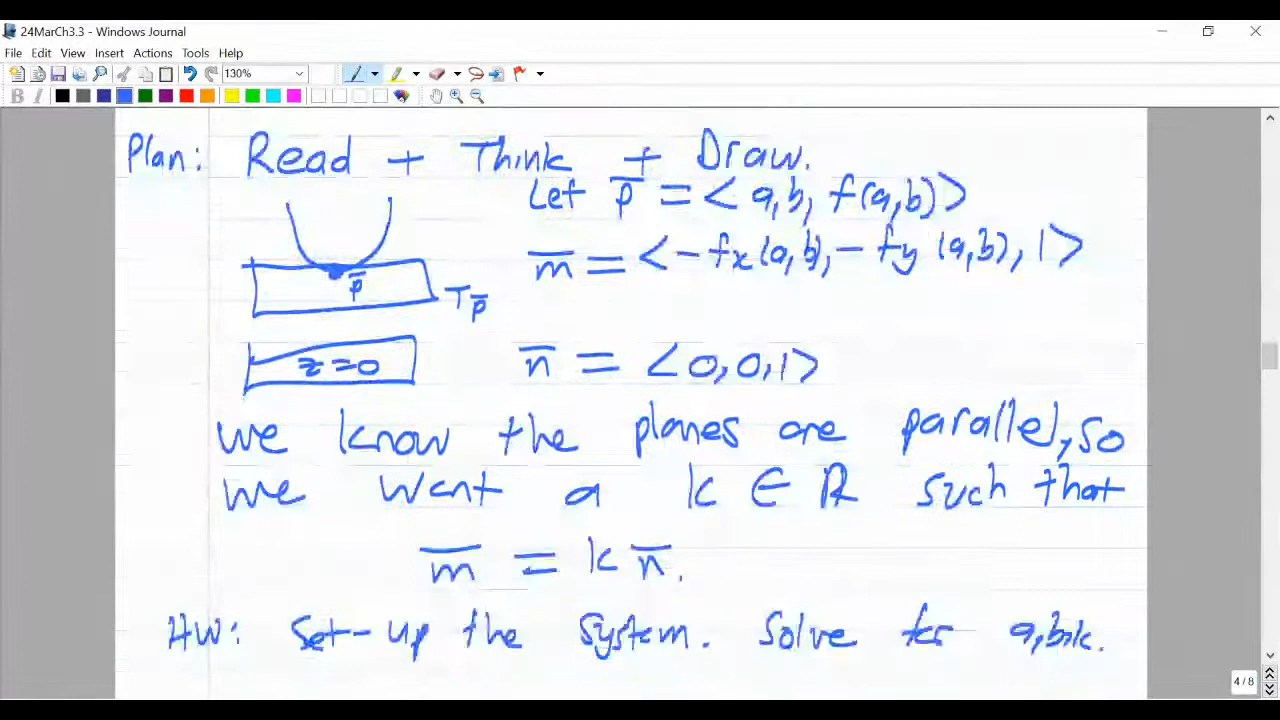 24MarCh3.3 - Windows Journal
File Edit View Insert Actions Tools Help
130%
B I
Plan: Read + Think + Draw.
Let p̅ = <a,b, f(a,b)>
m̅ = <-fx(a,b), -fy(a,b), 1>
p̅
Tp̅
z=0
n̅ = <0,0,1>
we know the planes are parallel, so
we want a k ∈ ℝ such that
m̅ = k n̅.
HW: Set-up the system. Solve for a,b,k.
4 / 8